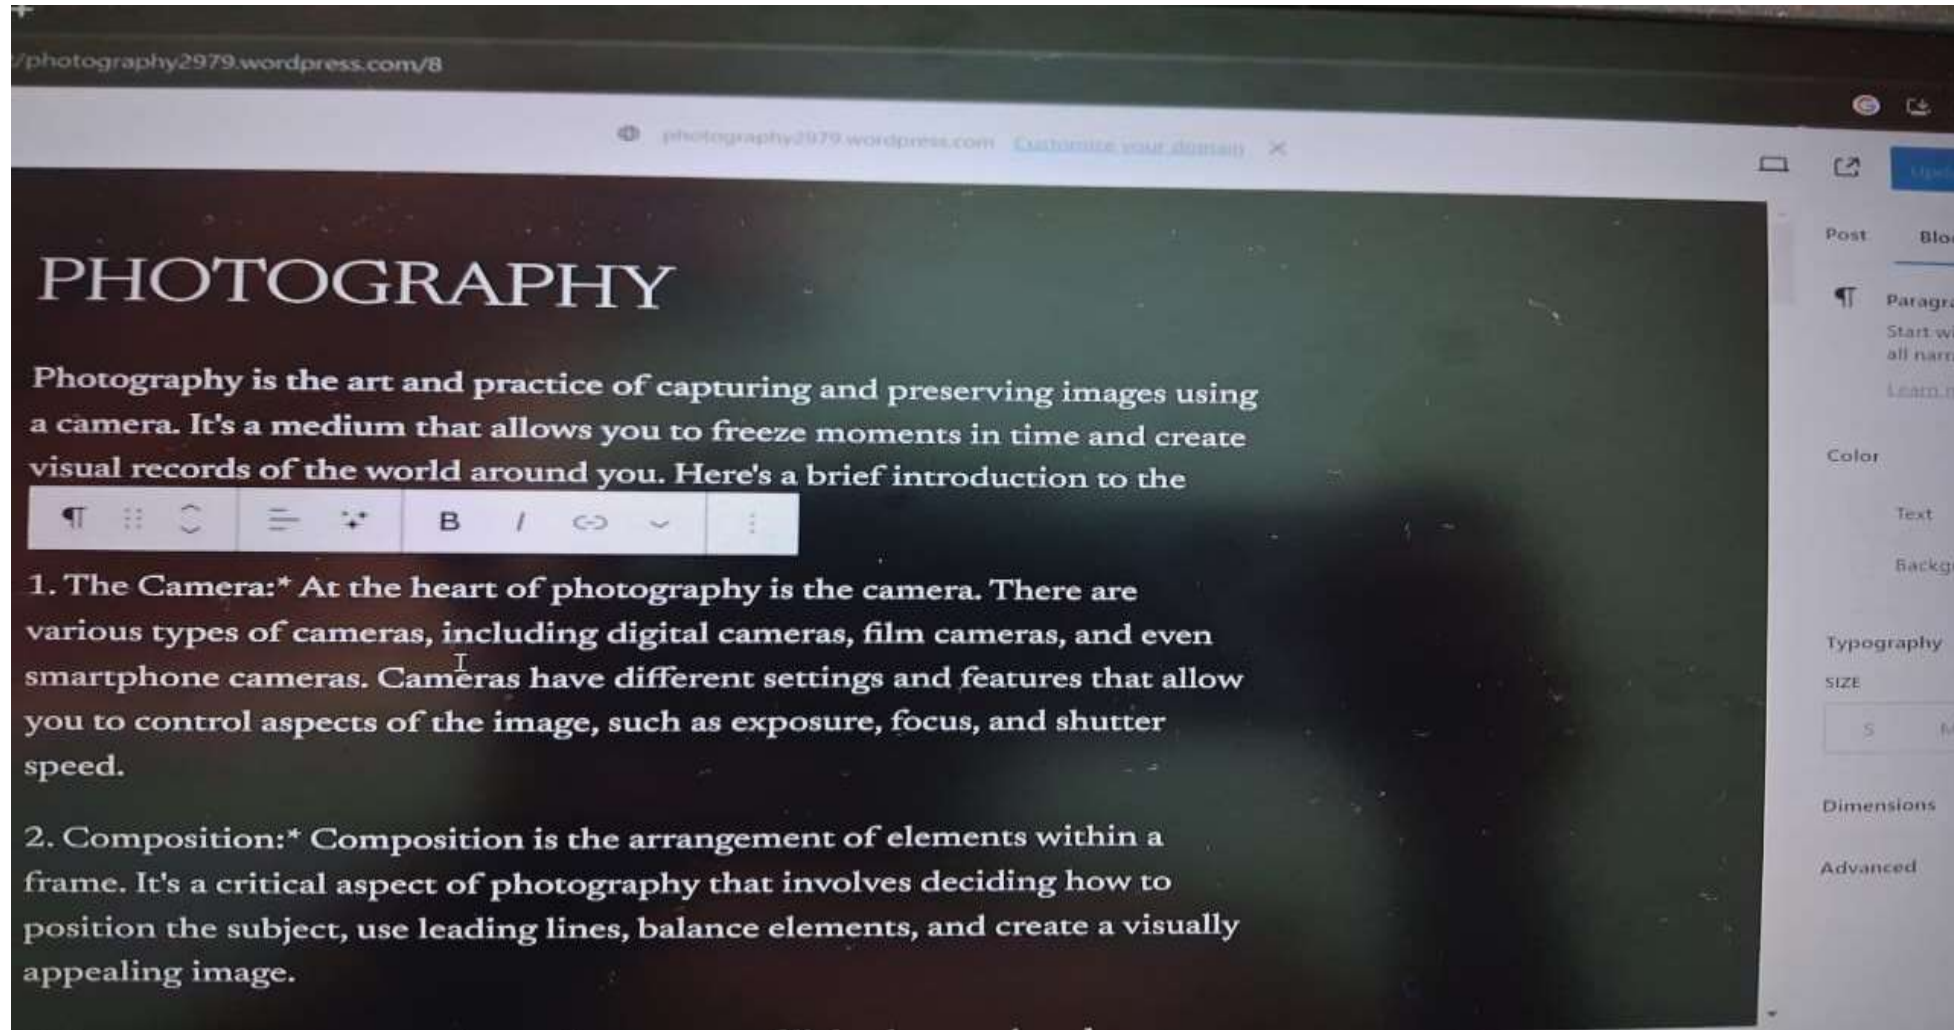 /photography2979.wordpress.com/8
photography2979.wordpress.com Customize your domain
Post
PHOTOGRAPHY
Photography is the art and practice of capturing and preserving images using
a camera. It's a medium that allows you to freeze moments in time and create
visual records of the world around you. Here's a brief introduction to the
B I
1. The Camera:* At the heart of photography is the camera. There are
various types of cameras, including digital cameras, film cameras, and even
smartphone cameras. Cameras have different settings and features that allow
you to control aspects of the image, such as exposure, focus, and shutter
speed.
2. Composition:* Composition is the arrangement of elements within a
frame. It's a critical aspect of photography that involves deciding how to
position the subject, use leading lines, balance elements, and create a visually
appealing image.
Start
all
Color
Text
Typography
SIZE
S
Dimensions
Advanced